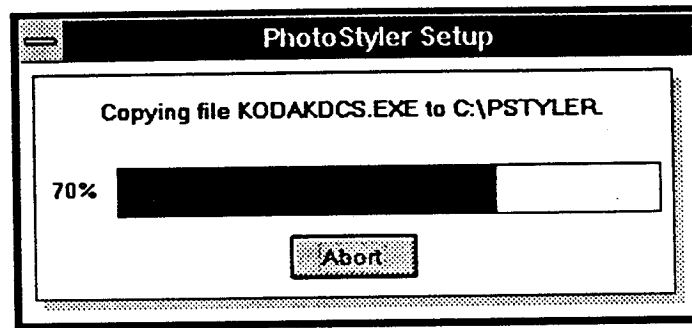 PhotoStyler Setup
Copying file KODAKDCS.EXE to C:\PSTYLER.
70%
Abort